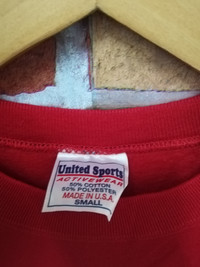 United Sports
ACTIVEWEAR
50% COTTON
50% POLYESTER
MADE IN U.S.A.
SMALL